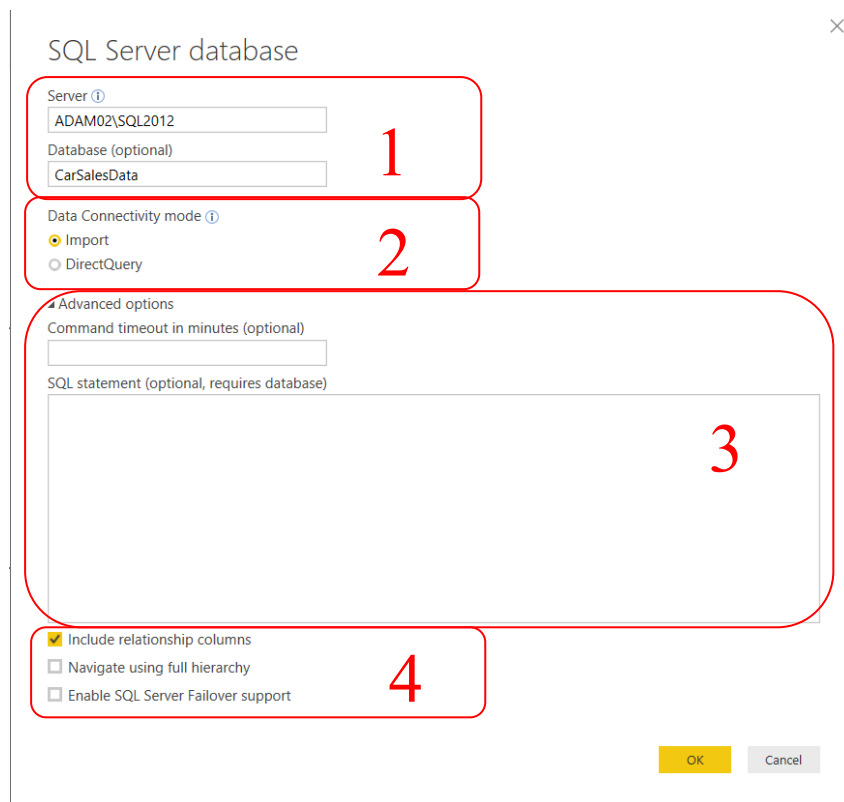 SQL Server database
Server
ADAM02\SQL2012
Database (optional)
CarSalesData
1
Data Connectivity mode
Import
DirectQuery
2
Advanced options
Command timeout in minutes (optional)
SQL statement (optional, requires database)
3
Include relationship columns
Navigate using full hierarchy
Enable SQL Server Failover support
4
OK Cancel